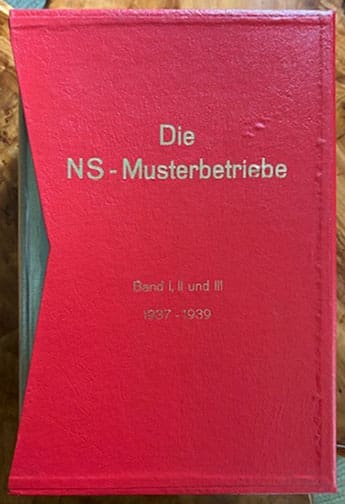 Die
NS - Musterbetriebe
Band I, II und III
1937 - 1939